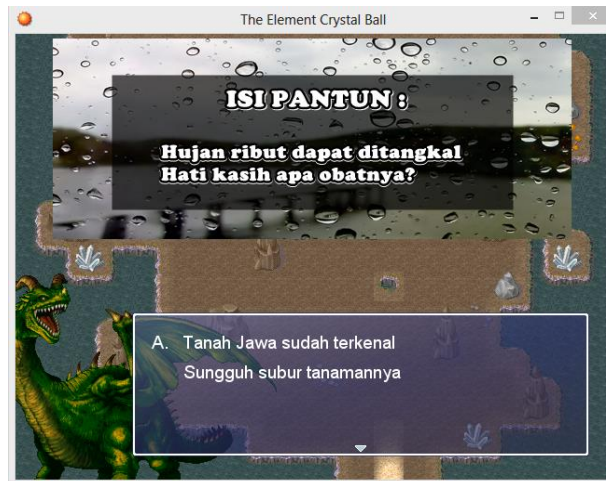 The Element Crystal Ball
ISI PANTUN :
Hujan ribut dapat ditangkal
Hati kasih apa obatnya?
A. Tanah Jawa sudah terkenal
Sungguh subur tanamannya